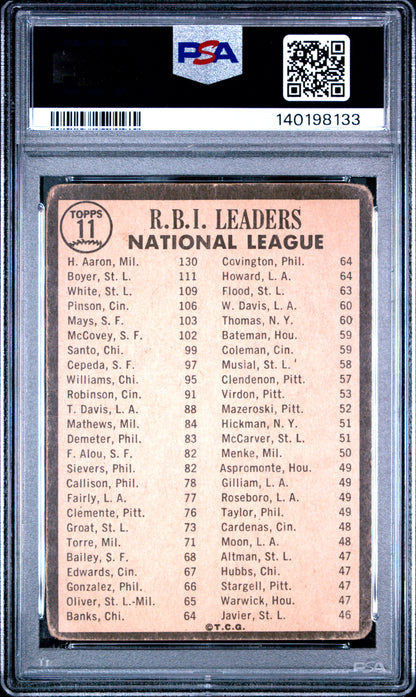 PSA
140198133
TOPPS
11
R.B.I. LEADERS
NATIONAL LEAGUE
H. Aaron, Mil. 130 Covington, Phil. 64
Boyer, St. L. 111 Howard, L. A. 64
White, St. L. 109 Flood, St. L. 63
Pinson, Cin. 106 W. Davis, L. A. 60
Mays, S. F. 103 Thomas, N. Y. 60
McCovey, S. F. 102 Bateman, Hou. 59
Santo, Chi. 99 Coleman, Cin. 59
Cepeda, S. F. 97 Musial, St. L. 58
Williams, Chi. 95 Clendenon, Pitt. 57
Robinson, Cin. 91 Virdon, Pitt. 53
T. Davis, L. A. 88 Mazeroski, Pitt. 52
Mathews, Mil. 84 Hickman, N. Y. 51
Demeter, Phil. 83 McCarver, St. L. 51
F. Alou, S. F. 82 Menke, Mil. 50
Sievers, Phil. 82 Aspromonte, Hou. 49
Callison, Phil. 78 Gilliam, L. A. 49
Fairly, L. A. 77 Roseboro, L. A. 49
Clemente, Pitt. 76 Taylor, Phil. 49
Groat, St. L. 73 Cardenas, Cin. 48
Torre, Mil. 71 Moon, L. A. 48
Bailey, S. F. 68 Altman, St. L. 47
Edwards, Cin. 67 Hubbs, Chi. 47
Gonzalez, Phil. 66 Stargell, Pitt. 47
Oliver, St. L.-Mil. 65 Warwick, Hou. 47
Banks, Chi. 64 Javier, St. L. 46
©T.C.G.
PSA